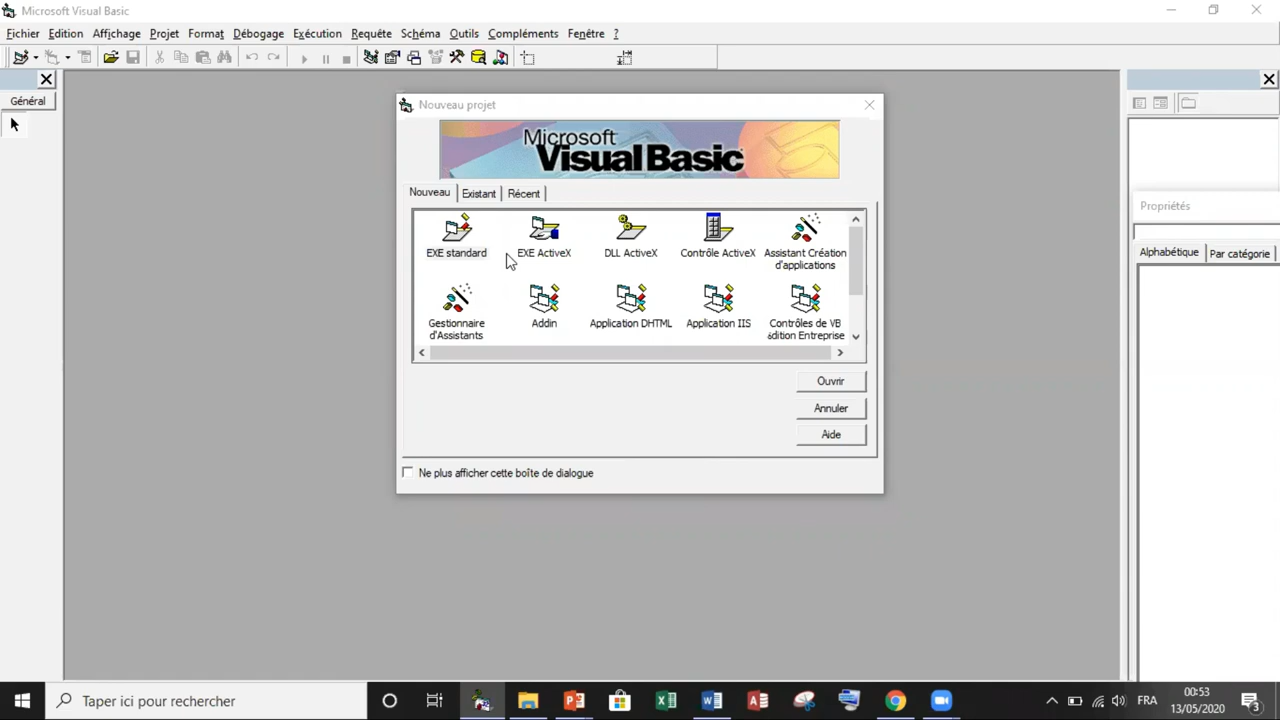 Microsoft Visual Basic
Fichier Edition Affichage Projet Format Débogage Exécution Requête Schéma Outils Compléments Fenêtre ?
Général
Nouveau projet
Microsoft
Visual Basic
Nouveau Existant Récent
EXE standard EXE ActiveX DLL ActiveX Contrôle ActiveX Assistant Création d'applications
Gestionnaire d'Assistants Addin Application DHTML Application IIS Contrôles de VB édition Entreprise
Ouvrir
Annuler
Aide
Ne plus afficher cette boîte de dialogue
Propriétés
Alphabétique Par catégorie
Taper ici pour rechercher
FRA
00:53
13/05/2020
3